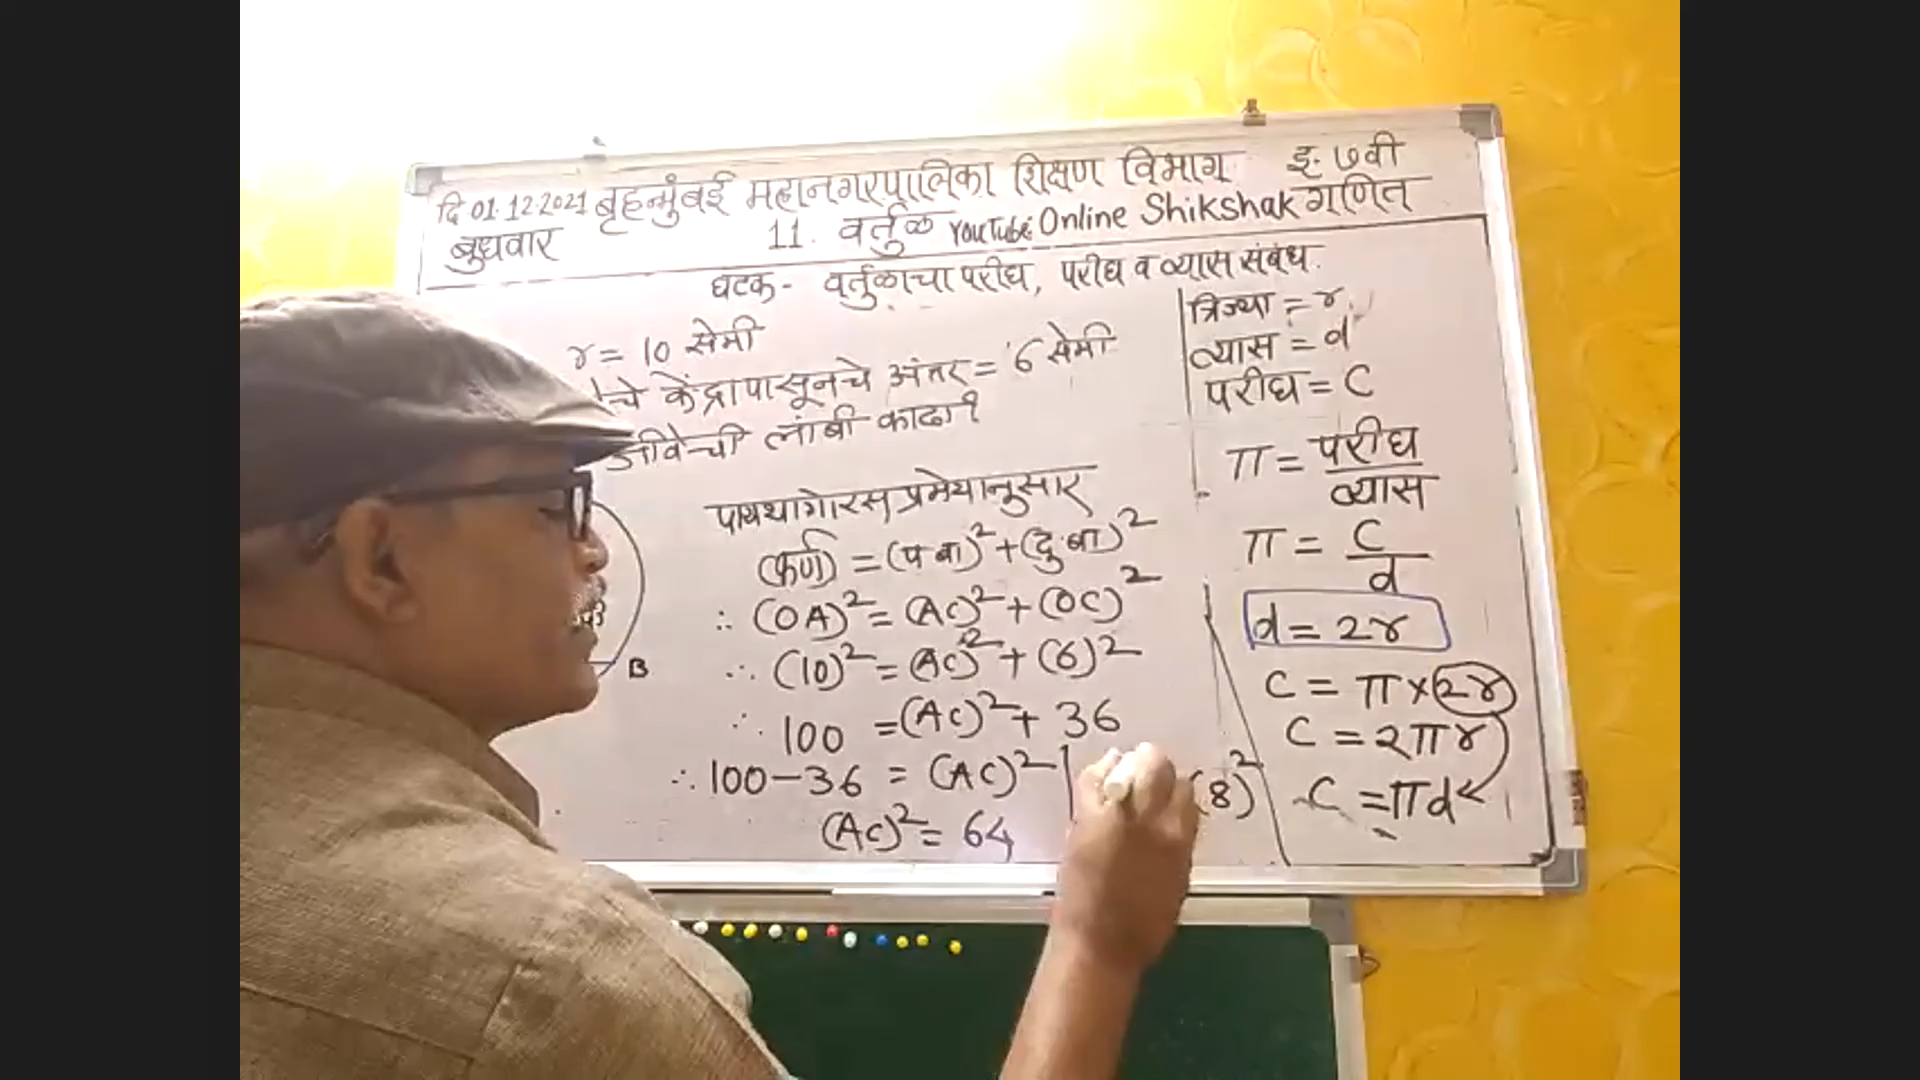 दि.01.12.2021 बृहन्मुंबई महानगरपालिका शिक्षण विभाग इ. ७वी
बुधवार 11. वर्तुळ YouTube: Online Shikshak गणित
घटक - वर्तुळाचा परीघ, परीघ व व्यास संबंध.
r = 10 सेमी
चे केंद्रापासूनचे अंतर = 6 सेमी
जीवेची लांबी काढा?
पायथागोरस प्रमेयानुसार
(कर्ण) = (प बा)² + (दु. बा)²
∴ (OA)² = (AC)² + (OC)²
∴ (10)² = (AC)² + (6)²
∴ 100 = (AC)² + 36
∴ 100 - 36 = (AC)²
(AC)² = 64
(8)²
B
त्रिज्या = r
व्यास = d
परीघ = C
π = परीघ / व्यास
π = C / d
d = 2r
C = π × 2r
C = 2πr
C = πd